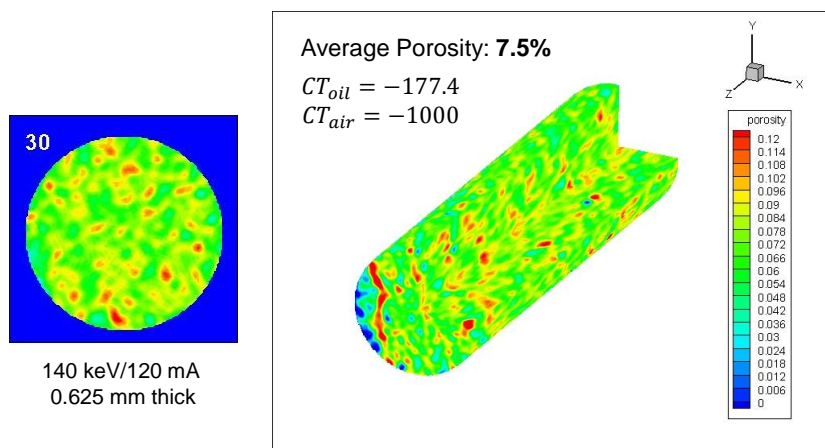 30
140 keV/120 mA
0.625 mm thick
Average Porosity: 7.5%
CT_oil = −177.4
CT_air = −1000
Y
X
Z
porosity
0.12
0.114
0.108
0.102
0.096
0.09
0.084
0.078
0.072
0.066
0.06
0.054
0.048
0.042
0.036
0.03
0.024
0.018
0.012
0.006
0